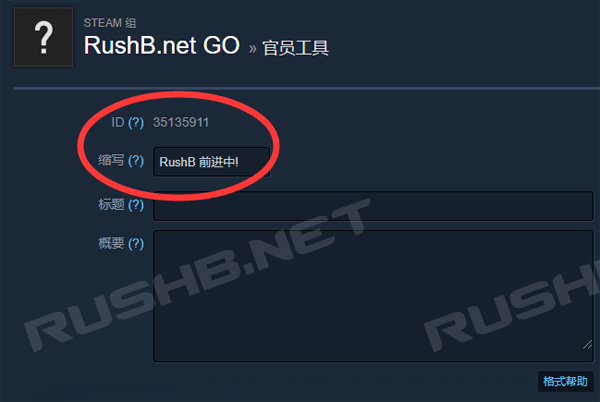 ?
STEAM 组
RushB.net GO » 官员工具
ID (?) 35135911
缩写 (?) RushB 前进中!
标题 (?)
概要 (?)
RUSHB.NET
RUSHB
格式帮助